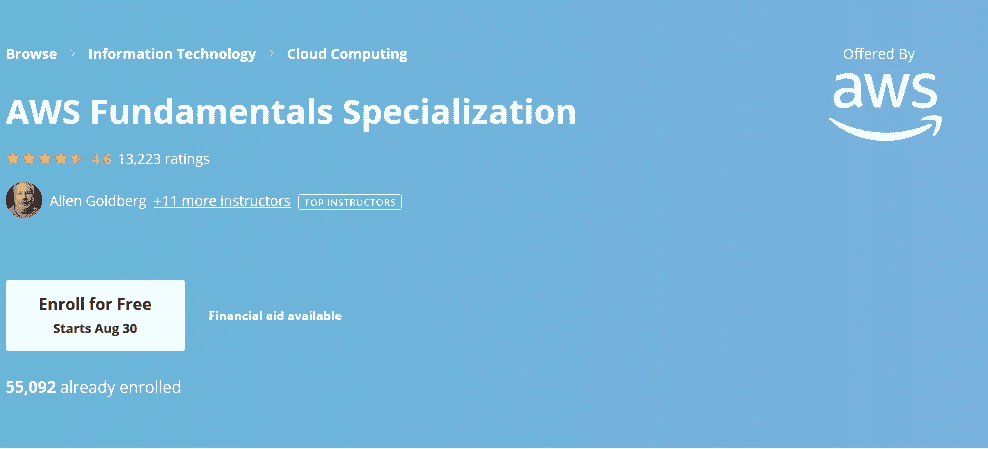 Browse > Information Technology > Cloud Computing
Offered By
aws
AWS Fundamentals Specialization
4.6 13,223 ratings
Allen Goldberg +11 more instructors TOP INSTRUCTORS
Enroll for Free
Starts Aug 30
Financial aid available
55,092 already enrolled